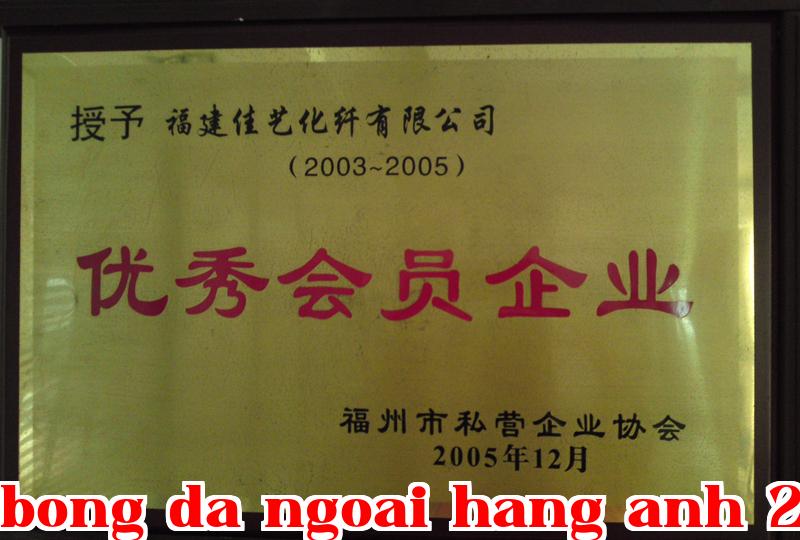 授予 福建佳艺化纤有限公司
（2003~2005）
优秀会员企业
福州市私营企业协会
2005年12月
bong da ngoai hang anh 2